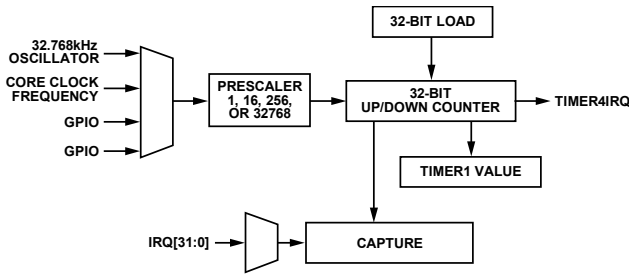 32-BIT LOAD
32.768kHz
OSCILLATOR
CORE CLOCK
FREQUENCY
GPIO
GPIO
PRESCALER
1, 16, 256,
OR 32768
32-BIT
UP/DOWN COUNTER
TIMER4IRQ
TIMER1 VALUE
IRQ[31:0]
CAPTURE